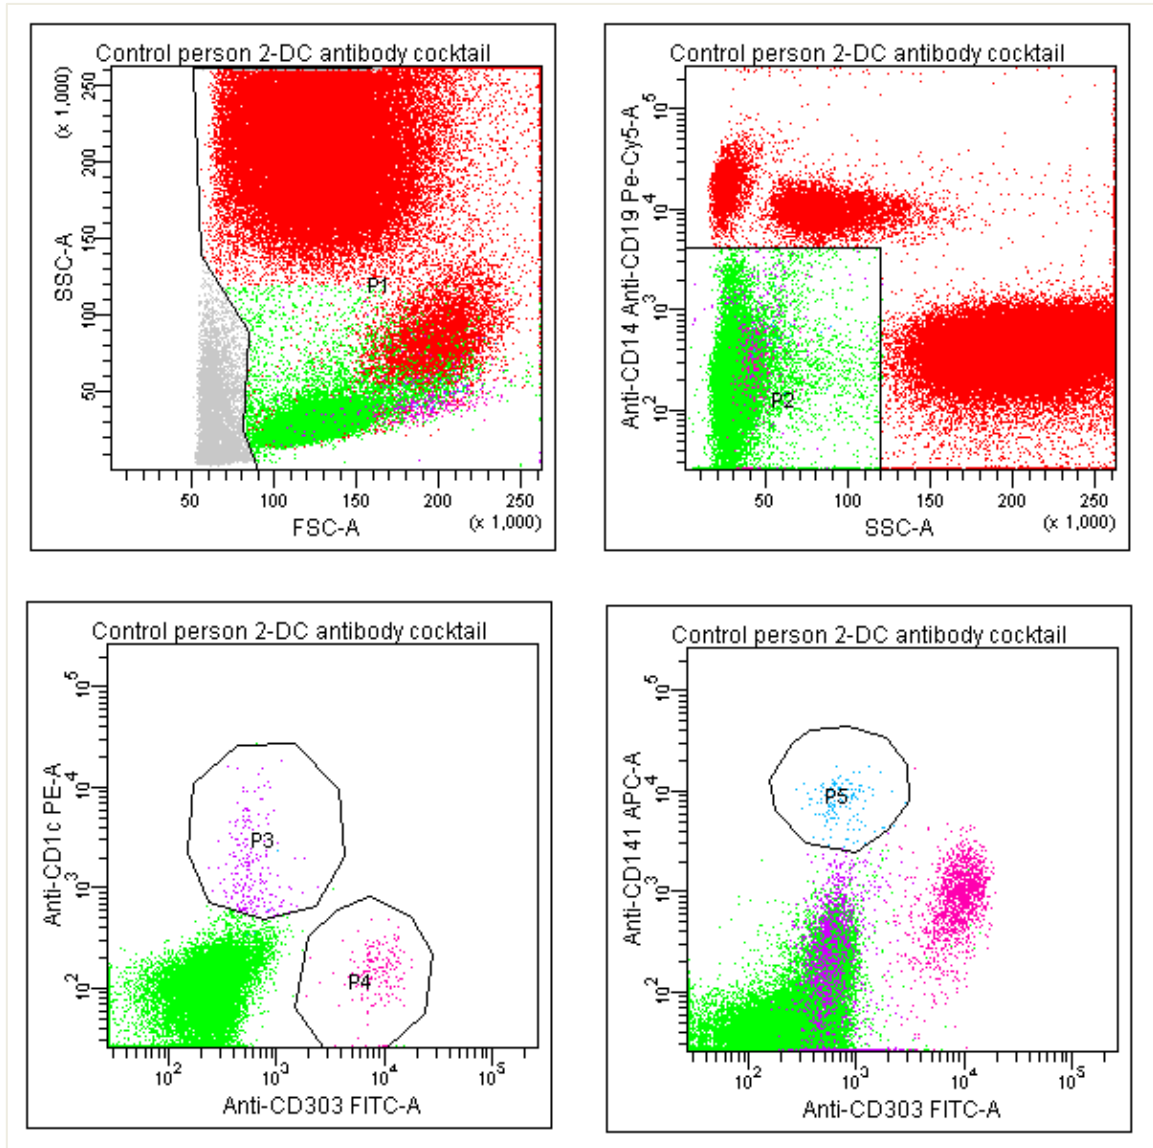 Control person 2-DC antibody cocktail
SSC-A
(x 1,000)
250
200
150
100
50
P1
50 100 150 200 250
FSC-A
(x 1,000)
Control person 2-DC antibody cocktail
Anti-CD14 Anti-CD19 Pe-Cy5-A
10^5
10^4
10^3
10^2
P2
50 100 150 200 250
SSC-A
(x 1,000)
Control person 2-DC antibody cocktail
Anti-CD1c PE-A
10^5
10^4
10^3
10^2
P3
P4
10^2 10^3 10^4 10^5
Anti-CD303 FITC-A
Control person 2-DC antibody cocktail
Anti-CD141 APC-A
10^5
10^4
10^3
10^2
P5
10^2 10^3 10^4 10^5
Anti-CD303 FITC-A